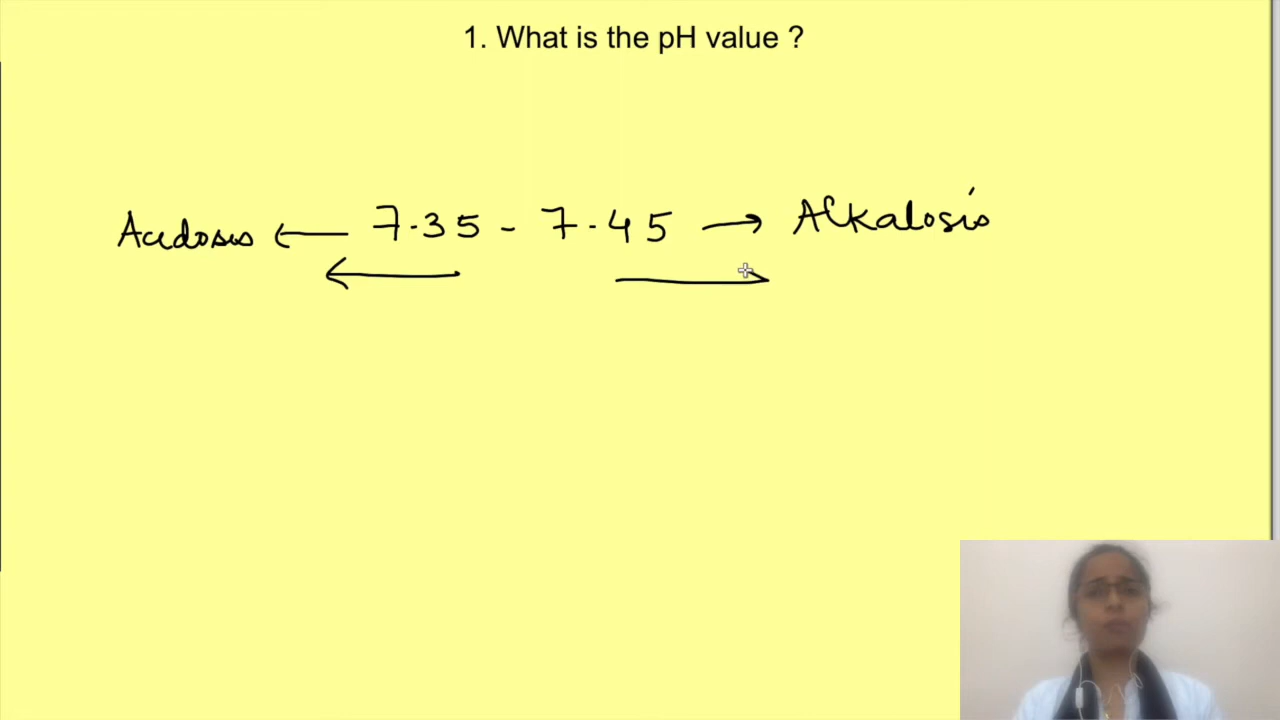 1. What is the pH value ?
Acidosis ← 7.35 - 7.45 → Alkalosis